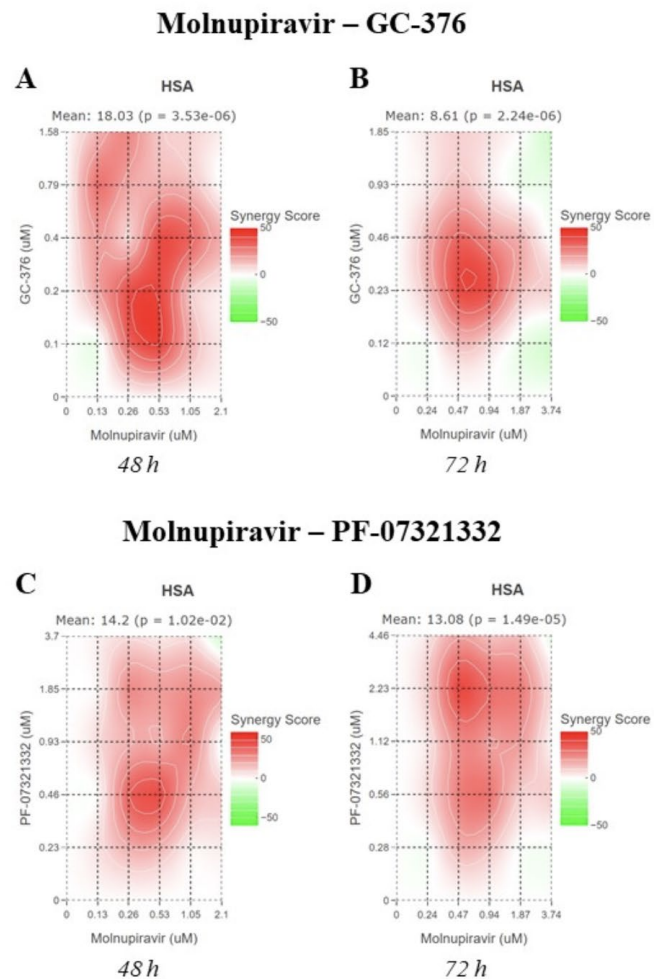 Molnupiravir – GC-376
A
HSA
Mean: 18.03 (p = 3.53e-06)
1.58
0.79
0.4
0.2
0.1
0
GC-376 (uM)
0 0.13 0.26 0.53 1.05 2.1
Molnupiravir (uM)
Synergy Score
50
0
−50
48 h
B
HSA
Mean: 8.61 (p = 2.24e-06)
1.85
0.93
0.46
0.23
0.12
0
GC-376 (uM)
0 0.24 0.47 0.94 1.87 3.74
Molnupiravir (uM)
Synergy Score
50
0
−50
72 h
Molnupiravir – PF-07321332
C
HSA
Mean: 14.2 (p = 1.02e-02)
3.7
1.85
0.93
0.46
0.23
0
PF-07321332 (uM)
0 0.13 0.26 0.53 1.05 2.1
Molnupiravir (uM)
Synergy Score
50
0
−50
48 h
D
HSA
Mean: 13.08 (p = 1.49e-05)
4.46
2.23
1.12
0.56
0.28
0
PF-07321332 (uM)
0 0.24 0.47 0.94 1.87 3.74
Molnupiravir (uM)
Synergy Score
50
0
−50
72 h